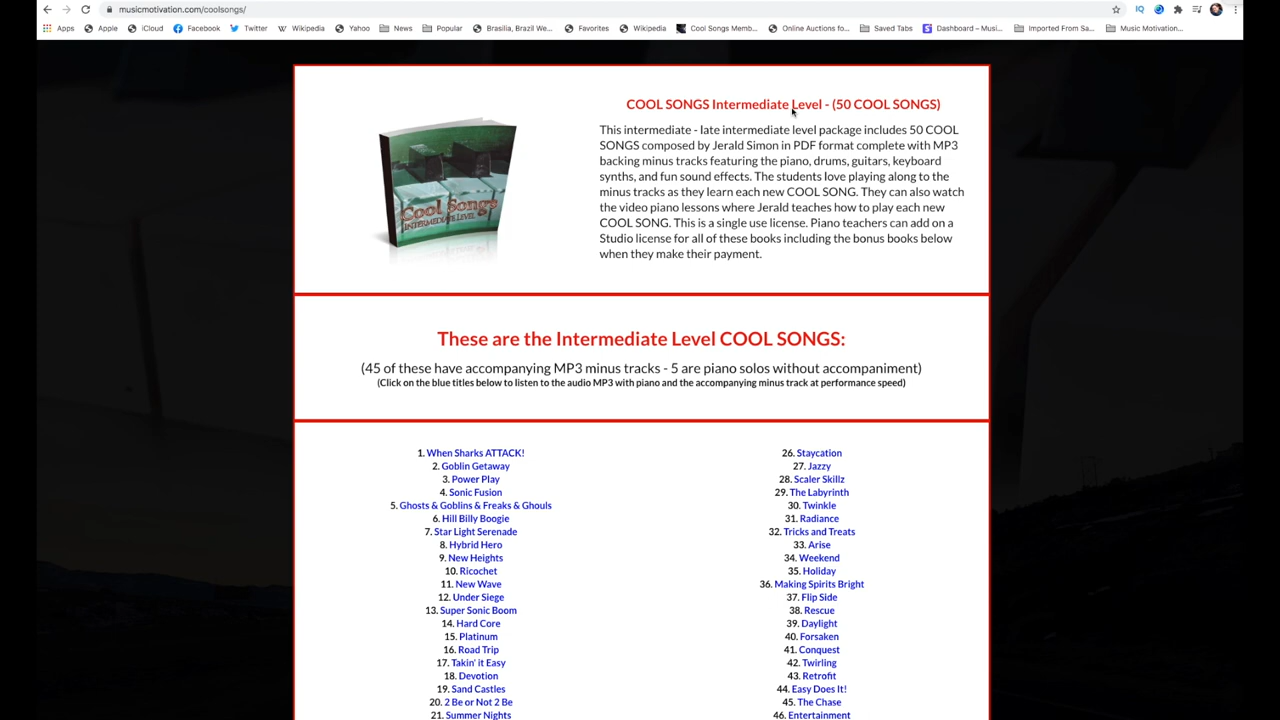 musicmotivation.com/coolsongs/
Apps Apple iCloud Facebook Twitter Wikipedia Yahoo News Popular Brasilia, Brazil We... Favorites Wikipedia Cool Songs Memb... Online Auctions fo... Saved Tabs Dashboard – Musi... Imported From Sa... Music Motivation...
COOL SONGS Intermediate Level - (50 COOL SONGS)
This intermediate - late intermediate level package includes 50 COOL
SONGS composed by Jerald Simon in PDF format complete with MP3
backing minus tracks featuring the piano, drums, guitars, keyboard
synths, and fun sound effects. The students love playing along to the
minus tracks as they learn each new COOL SONG. They can also watch
the video piano lessons where Jerald teaches how to play each new
COOL SONG. This is a single use license. Piano teachers can add on a
Studio license for all of these books including the bonus books below
when they make their payment.
Cool Songs
INTERMEDIATE LEVEL
These are the Intermediate Level COOL SONGS:
(45 of these have accompanying MP3 minus tracks - 5 are piano solos without accompaniment)
(Click on the blue titles below to listen to the audio MP3 with piano and the accompanying minus track at performance speed)
1. When Sharks ATTACK!
2. Goblin Getaway
3. Power Play
4. Sonic Fusion
5. Ghosts & Goblins & Freaks & Ghouls
6. Hill Billy Boogie
7. Star Light Serenade
8. Hybrid Hero
9. New Heights
10. Ricochet
11. New Wave
12. Under Siege
13. Super Sonic Boom
14. Hard Core
15. Platinum
16. Road Trip
17. Takin' it Easy
18. Devotion
19. Sand Castles
20. 2 Be or Not 2 Be
21. Summer Nights
26. Staycation
27. Jazzy
28. Scaler Skillz
29. The Labyrinth
30. Twinkle
31. Radiance
32. Tricks and Treats
33. Arise
34. Weekend
35. Holiday
36. Making Spirits Bright
37. Flip Side
38. Rescue
39. Daylight
40. Forsaken
41. Conquest
42. Twirling
43. Retrofit
44. Easy Does It!
45. The Chase
46. Entertainment